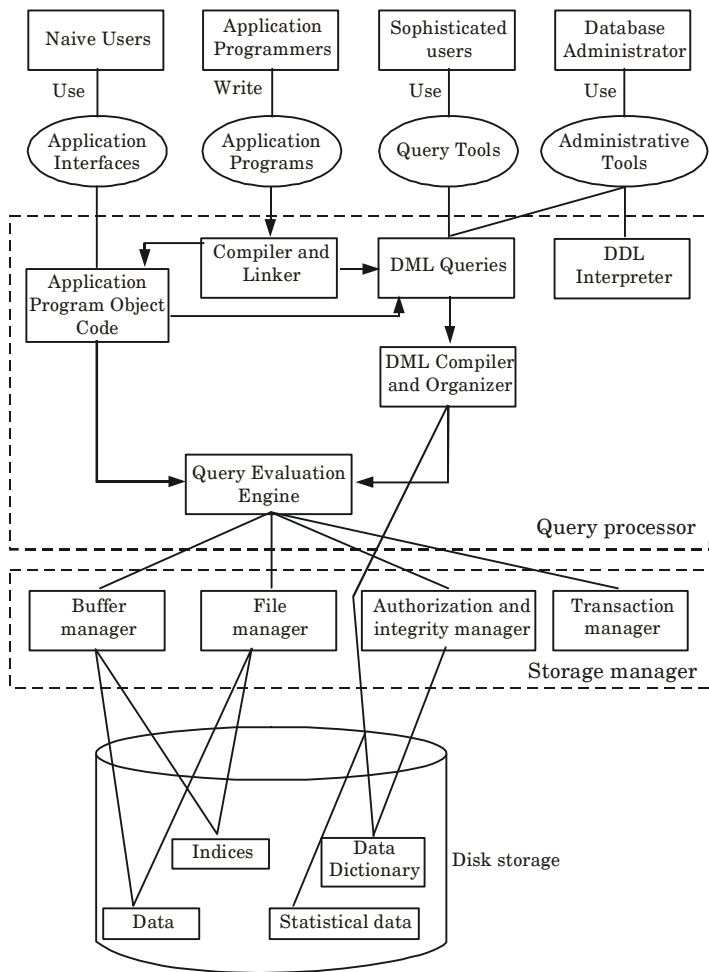 Naive Users
Application
Programmers
Sophisticated
users
Database
Administrator
Use
Write
Use
Use
Application
Interfaces
Application
Programs
Query Tools
Administrative
Tools
Compiler and
Linker
DML Queries
DDL
Interpreter
Application
Program Object
Code
DML Compiler
and Organizer
Query Evaluation
Engine
Query processor
Buffer
manager
File
manager
Authorization and
integrity manager
Transaction
manager
Storage manager
Indices
Data
Dictionary
Disk storage
Data
Statistical data